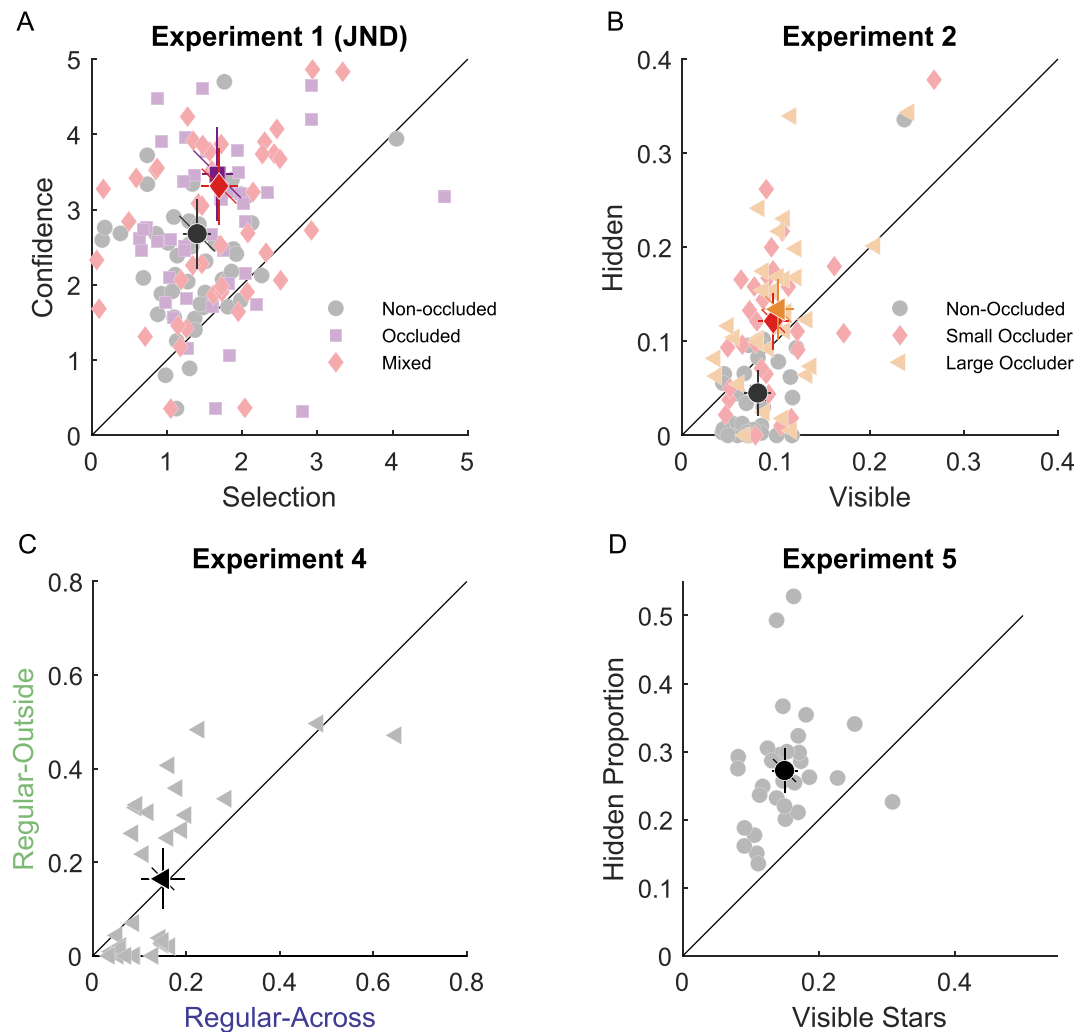 A
Experiment 1 (JND)
5
4
3
2
1
0
Confidence
Non-occluded
Occluded
Mixed
0 1 2 3 4 5
Selection
B
Experiment 2
0.4
0.3
0.2
0.1
0
Hidden
Non-Occluded
Small Occluder
Large Occluder
0 0.1 0.2 0.3 0.4
Visible
C
Experiment 4
0.8
0.6
0.4
0.2
0
Regular-Outside
0 0.2 0.4 0.6 0.8
Regular-Across
D
Experiment 5
0.5
0.4
0.3
0.2
0.1
0
Hidden Proportion
0 0.2 0.4
Visible Stars